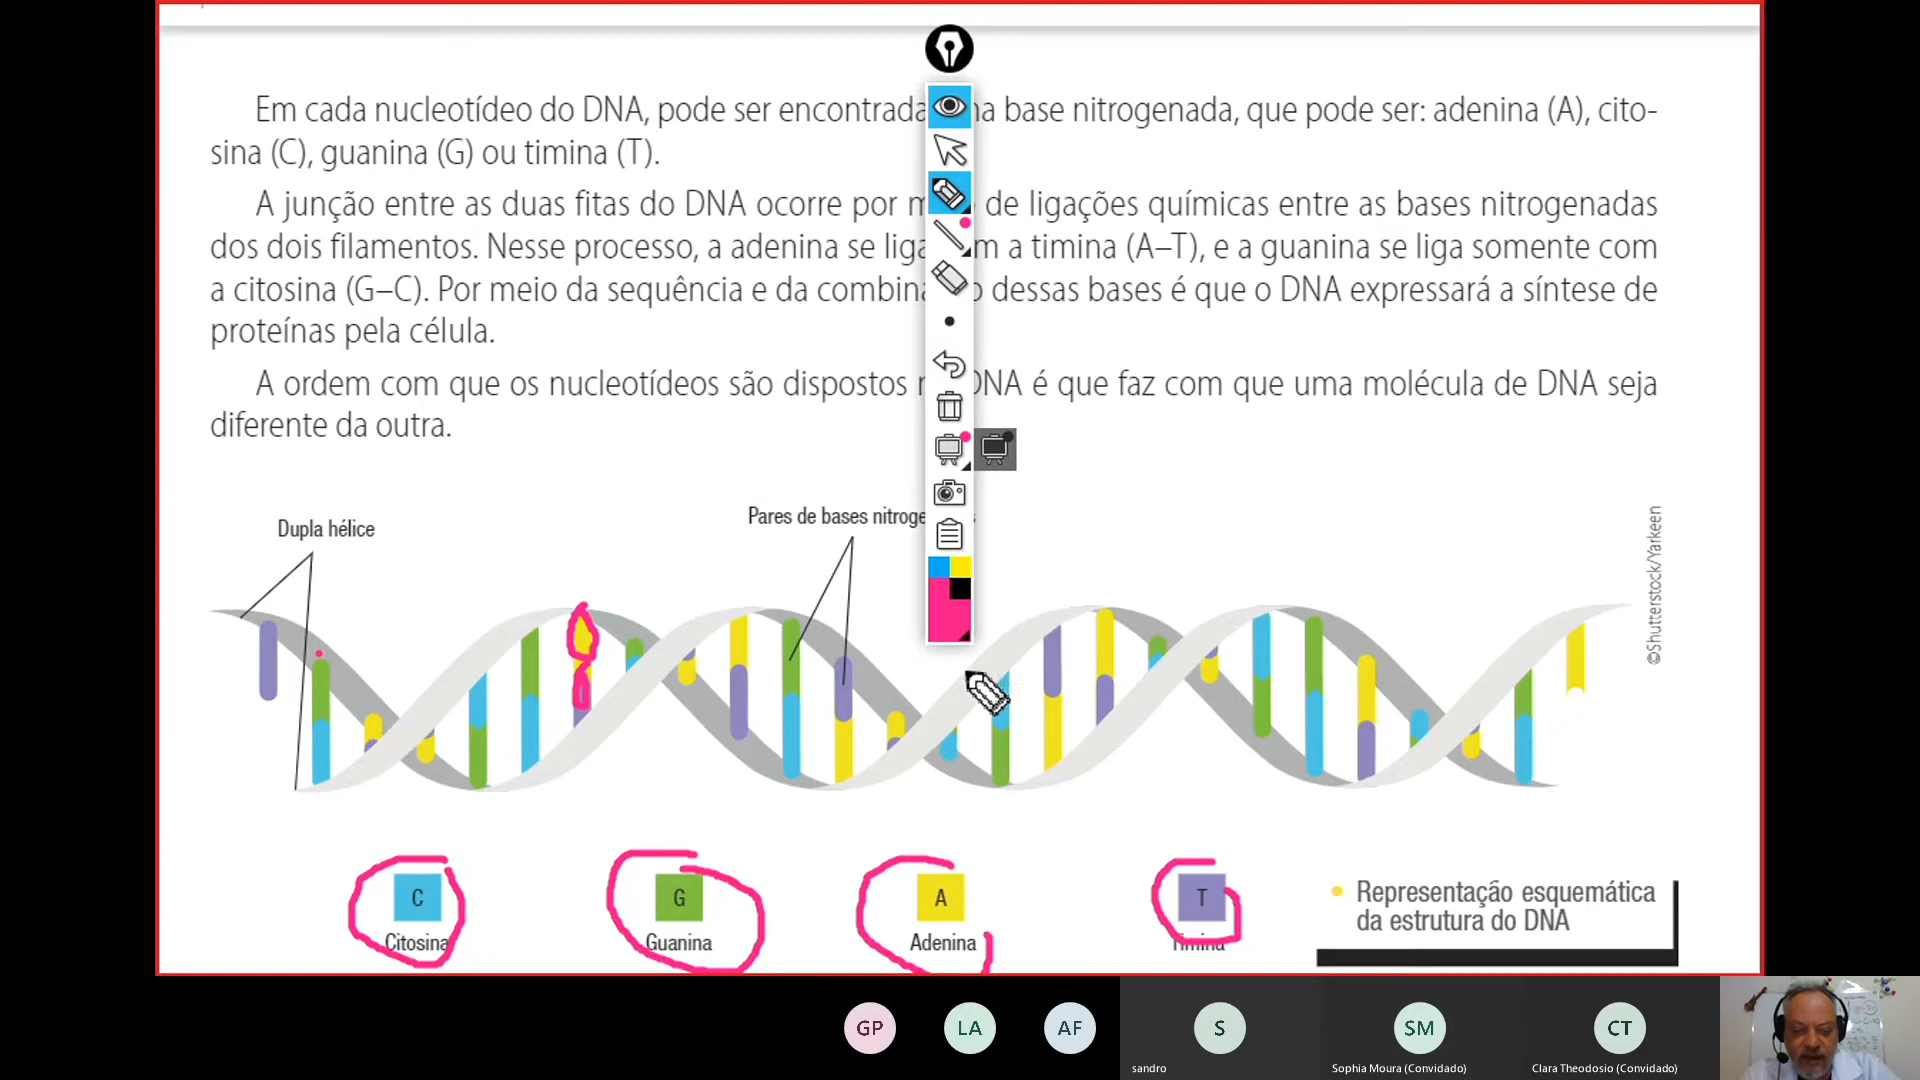 Em cada nucleotídeo do DNA, pode ser encontrada base nitrogenada, que pode ser: adenina (A), cito-
sina (C), guanina (G) ou timina (T).
A junção entre as duas fitas do DNA ocorre por de ligações químicas entre as bases nitrogenadas
dos dois filamentos. Nesse processo, a adenina se a timina (A–T), e a guanina se liga somente com
a citosina (G–C). Por meio da sequência e da dessas bases é que o DNA expressará a síntese de
proteínas pela célula.
A ordem com que os nucleotídeos são dispostos DNA é que faz com que uma molécula de DNA seja
diferente da outra.
Dupla hélice
Pares de bases
©Shutterstock/Yarkeen
C
Citosina
G
Guanina
A
Adenina
T
Timina
Representação esquemática
da estrutura do DNA
GP
LA
AF
S
SM
CT
sandro
Sophia Moura (Convidado)
Clara Theodosio (Convidado)